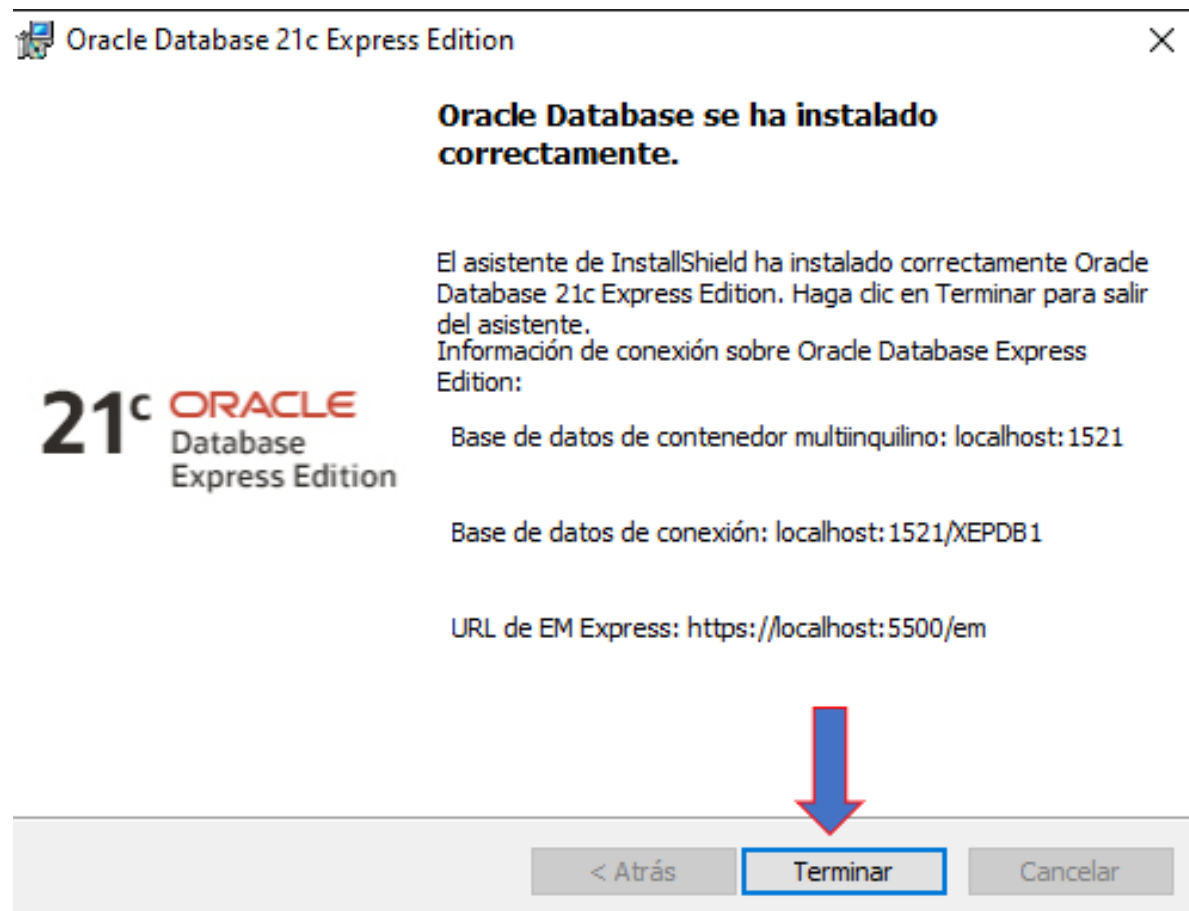 Oracle Database 21c Express Edition
Oracle Database se ha instalado
correctamente.
El asistente de InstallShield ha instalado correctamente Oracle
Database 21c Express Edition. Haga clic en Terminar para salir
del asistente.
Información de conexión sobre Oracle Database Express
Edition:
21c ORACLE
Database
Express Edition
Base de datos de contenedor multiinquilino: localhost:1521
Base de datos de conexión: localhost:1521/XEPDB1
URL de EM Express: https://localhost:5500/em
< Atrás
Terminar
Cancelar